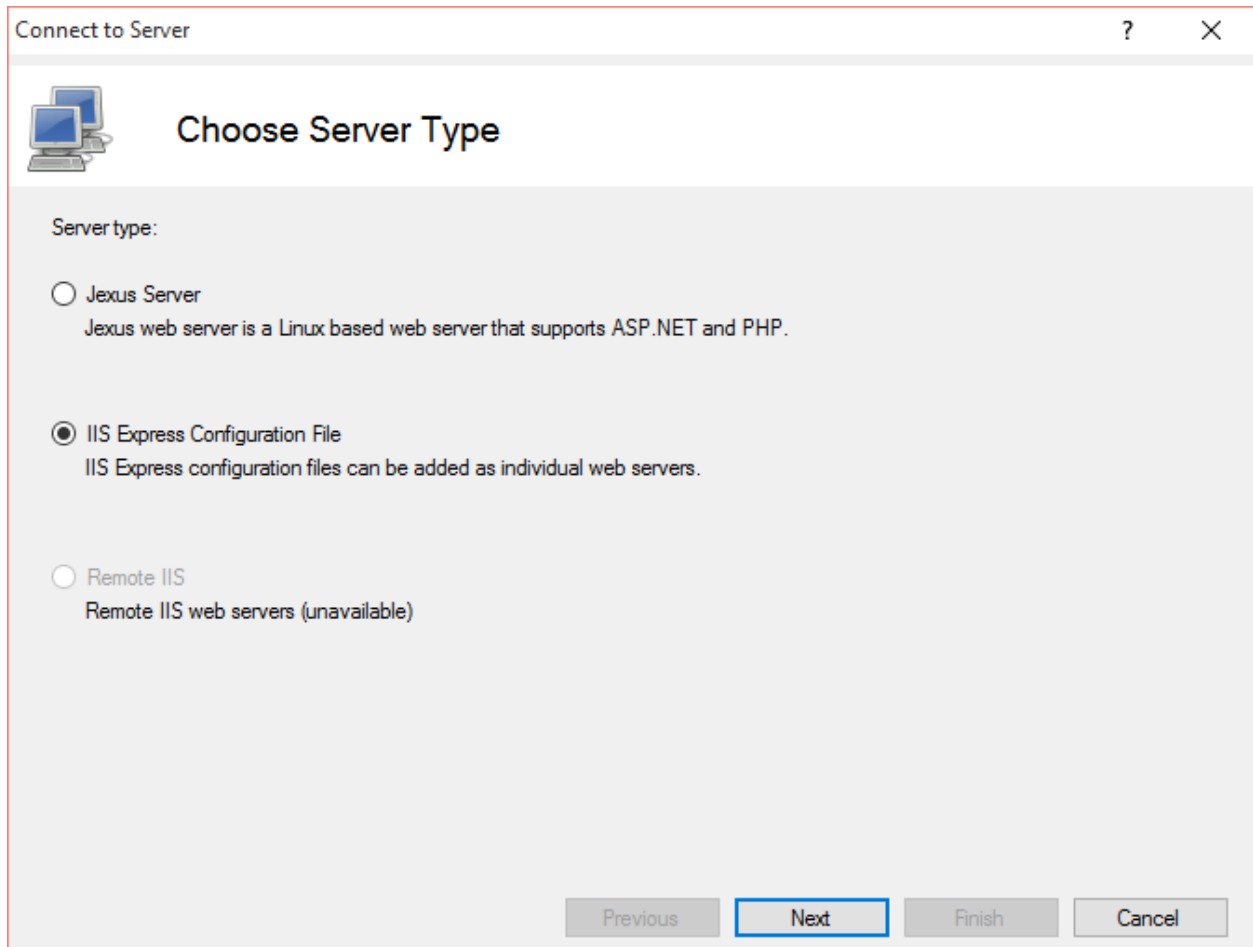 Connect to Server
?
Choose Server Type
Server type:
Jexus Server
Jexus web server is a Linux based web server that supports ASP.NET and PHP.
IIS Express Configuration File
IIS Express configuration files can be added as individual web servers.
Remote IIS
Remote IIS web servers (unavailable)
Previous Next Finish Cancel